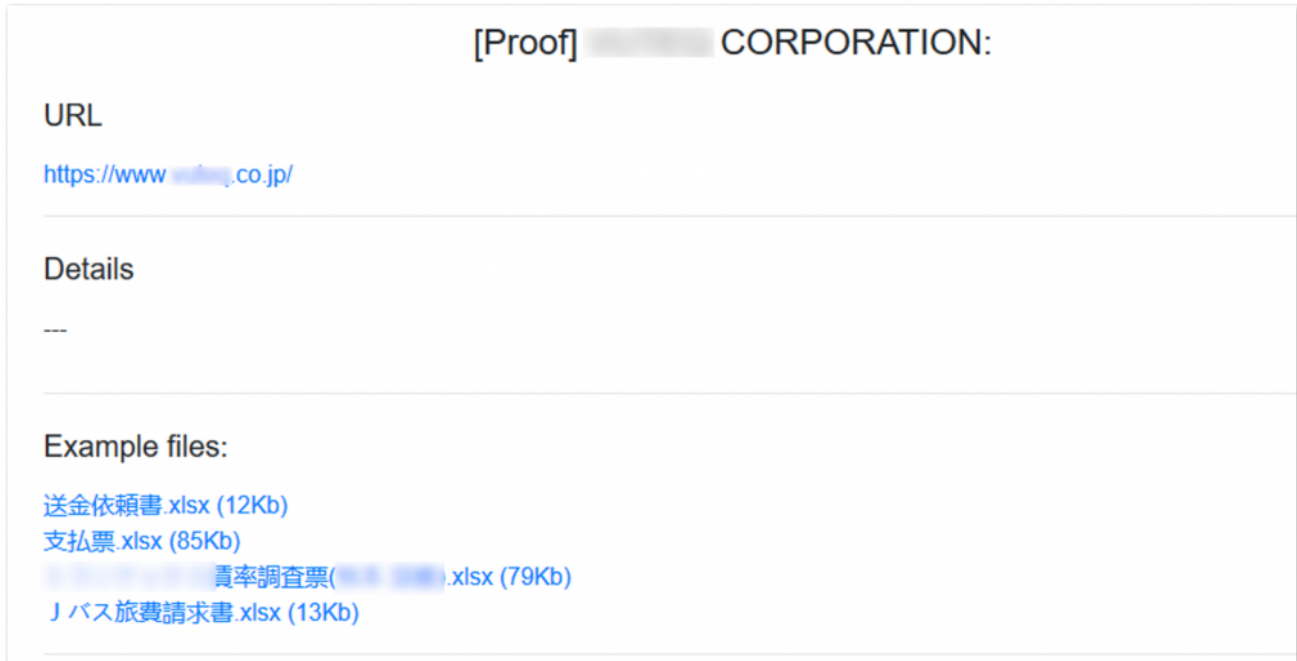 [Proof] CORPORATION:
URL
https://www .co.jp/
Details
---
Example files:
送金依頼書.xlsx (12Kb)
支払票.xlsx (85Kb)
賃率調査票( ).xlsx (79Kb)
Jバス旅費請求書.xlsx (13Kb)